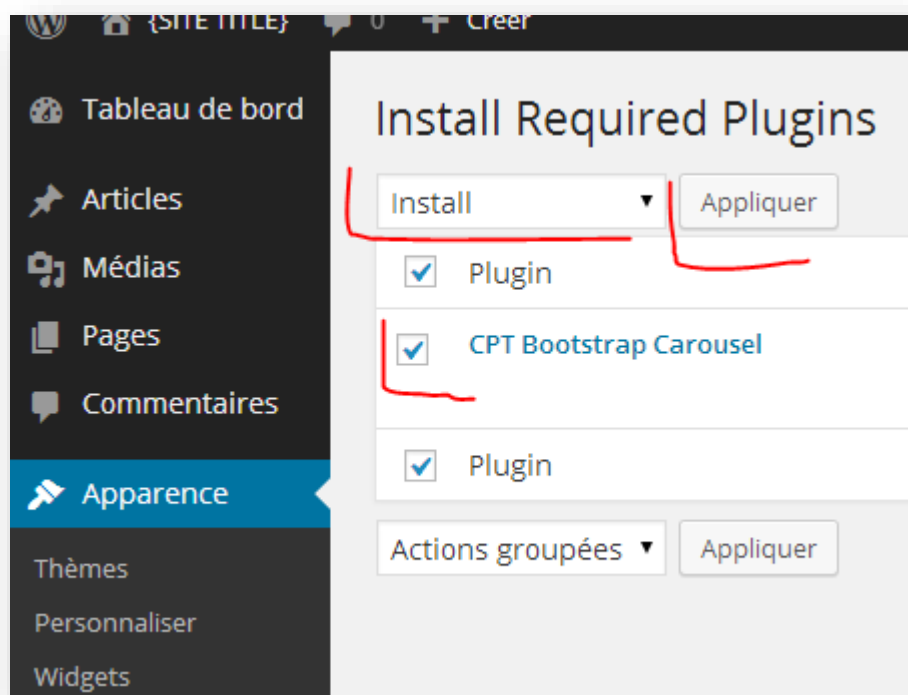 {SITE TITLE} 0 + Créer
Tableau de bord
Articles
Médias
Pages
Commentaires
Apparence
Thèmes
Personnaliser
Widgets
Install Required Plugins
Install Appliquer
Plugin
CPT Bootstrap Carousel
Plugin
Actions groupées Appliquer